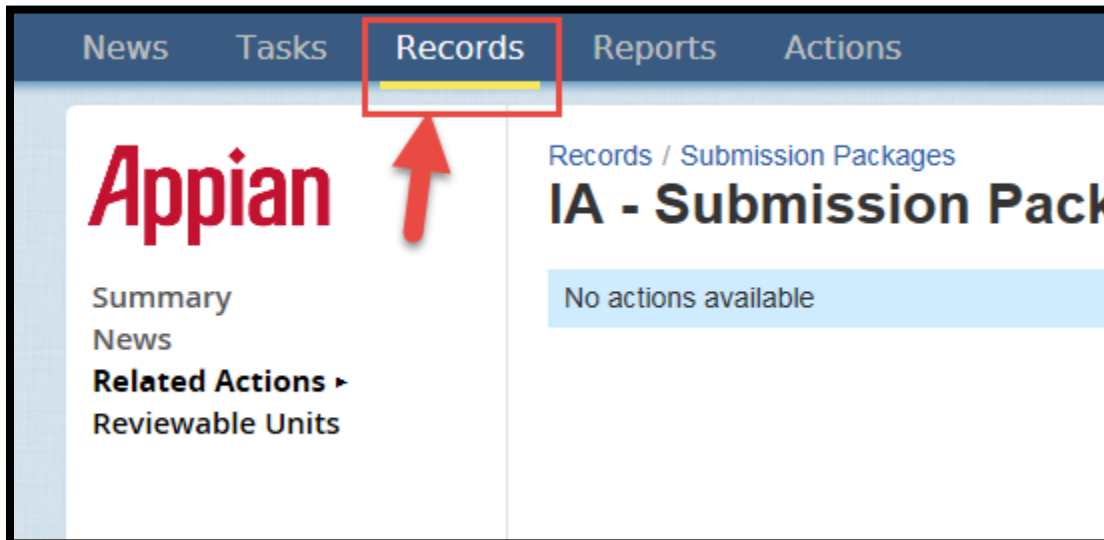 News Tasks Records Reports Actions
Appian
Summary
News
Related Actions ▸
Reviewable Units
Records / Submission Packages
IA - Submission Pack
No actions available